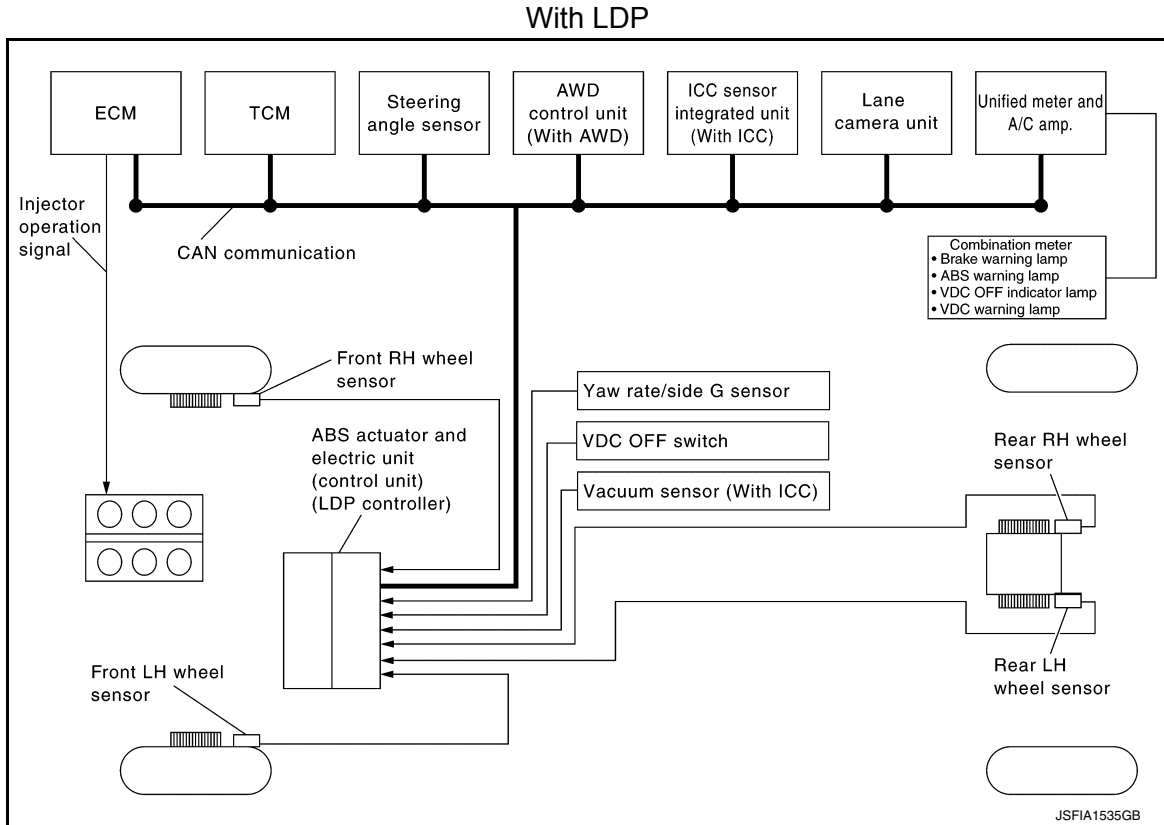 With LDP
ECM
TCM
Steering
angle sensor
AWD
control unit
(With AWD)
ICC sensor
integrated unit
(With ICC)
Lane
camera unit
Unified meter and
A/C amp.
Injector
operation
signal
CAN communication
Combination meter
• Brake warning lamp
• ABS warning lamp
• VDC OFF indicator lamp
• VDC warning lamp
Front RH wheel
sensor
ABS actuator and
electric unit
(control unit)
(LDP controller)
Yaw rate/side G sensor
VDC OFF switch
Vacuum sensor (With ICC)
Rear RH wheel
sensor
Front LH wheel
sensor
Rear LH
wheel sensor
JSFIA1535GB